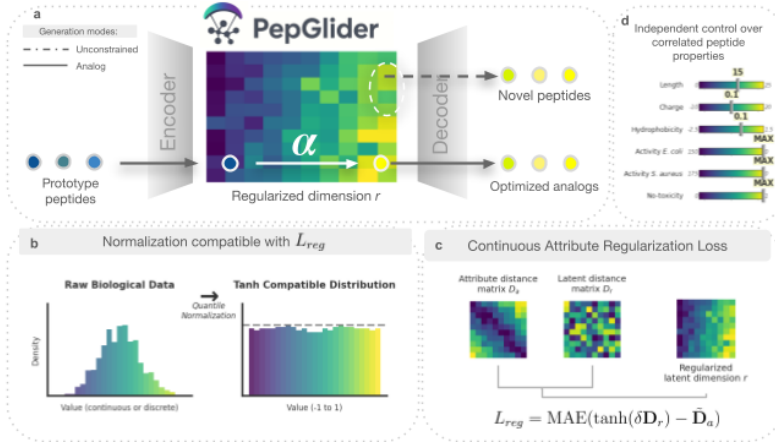 a
Generation modes:
Unconstrained
Analog
PepGlider
Encoder
Decoder
α
Prototype
peptides
Regularized dimension r
Novel peptides
Optimized analogs
d
Independent control over
correlated peptide
properties
15
Length
0.1
Charge
0.1
Hydrophobicity
MAX
Activity E. coli
MAX
Activity S. aureus
MAX
No-toxicity
b
Normalization compatible with L_reg
Raw Biological Data
Density
Value (continuous or discrete)
Quantile
Normalization
Tanh Compatible Distribution
Value (-1 to 1)
c
Continuous Attribute Regularization Loss
Attribute distance
matrix D_a
Latent distance
matrix D_r
Regularized
latent dimension r
L_reg = MAE(tanh(δD_r) − D̃_a)